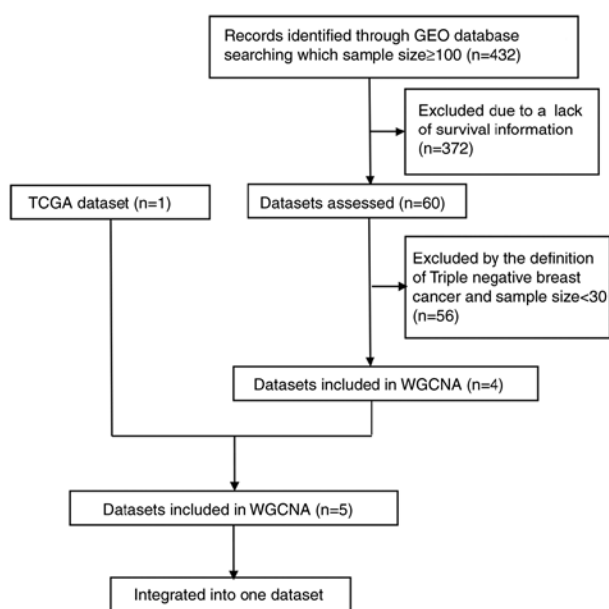 Records identified through GEO database
searching which sample size≥100 (n=432)
Excluded due to a lack
of survival information
(n=372)
TCGA dataset (n=1)
Datasets assessed (n=60)
Excluded by the definition
of Triple negative breast
cancer and sample size<30
(n=56)
Datasets included in WGCNA (n=4)
Datasets included in WGCNA (n=5)
Integrated into one dataset